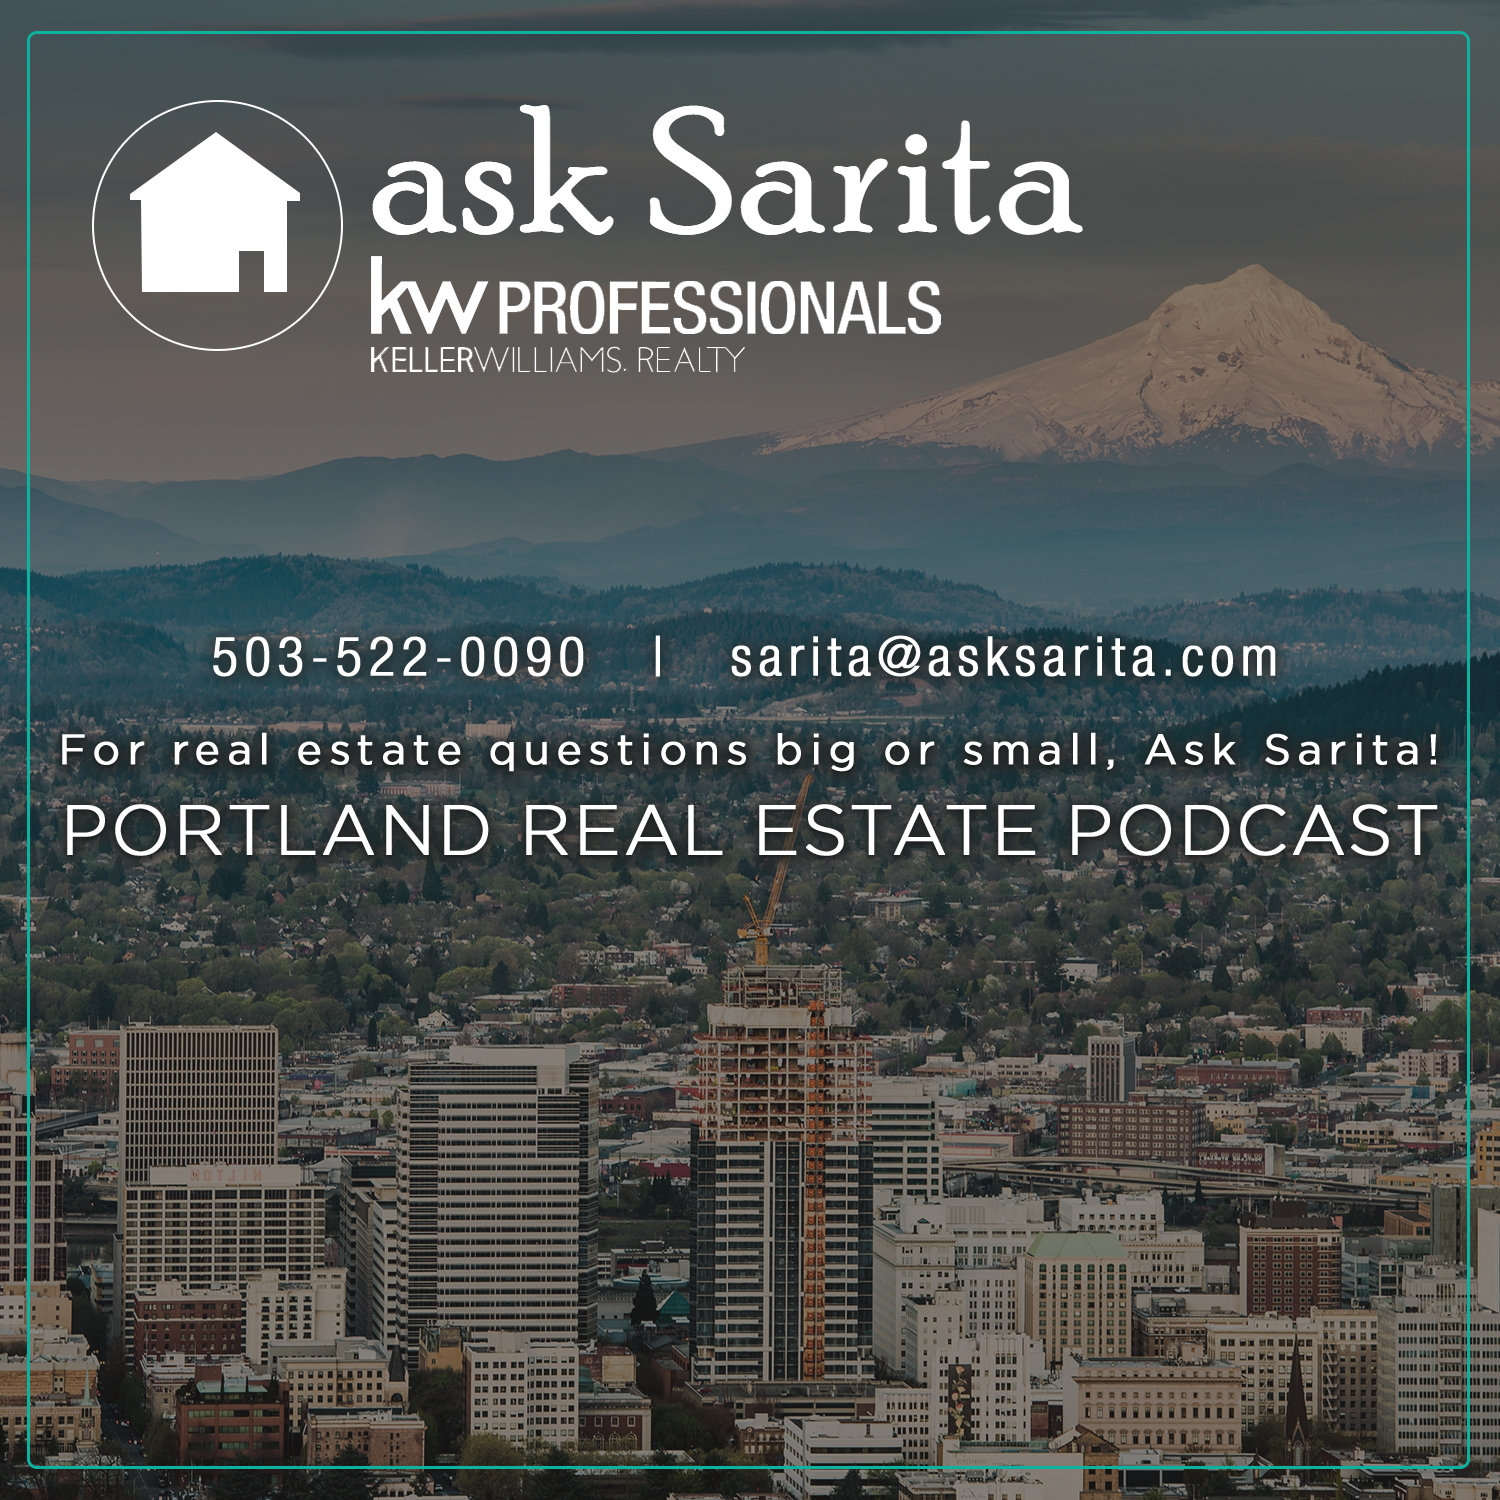 ask Sarita
kw PROFESSIONALS
KELLERWILLIAMS. REALTY
503-522-0090 | sarita@asksarita.com
For real estate questions big or small, Ask Sarita!
PORTLAND REAL ESTATE PODCAST
HILTON